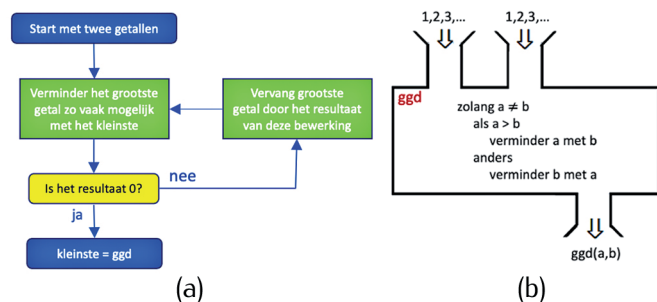 Start met twee getallen
Verminder het grootste
getal zo vaak mogelijk
met het kleinste
Vervang grootste
getal door het resultaat
van deze bewerking
Is het resultaat 0?
nee
ja
kleinste = ggd
(a)
1,2,3,...
1,2,3,...
ggd
zolang a ≠ b
als a > b
verminder a met b
anders
verminder b met a
ggd(a,b)
(b)